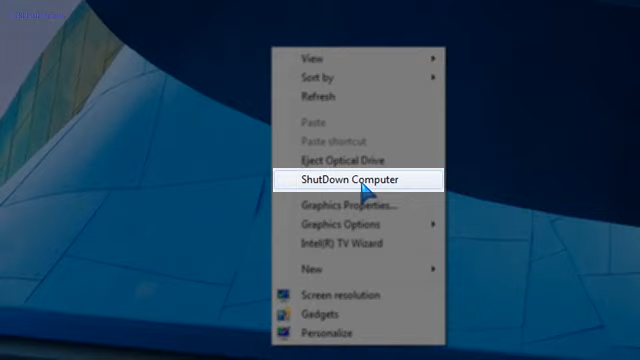 View
Sort by
Refresh
Paste
Paste shortcut
Eject Optical Drive
ShutDown Computer
Graphics Properties...
Graphics Options
Intel(R) TV Wizard
New
Screen resolution
Gadgets
Personalize